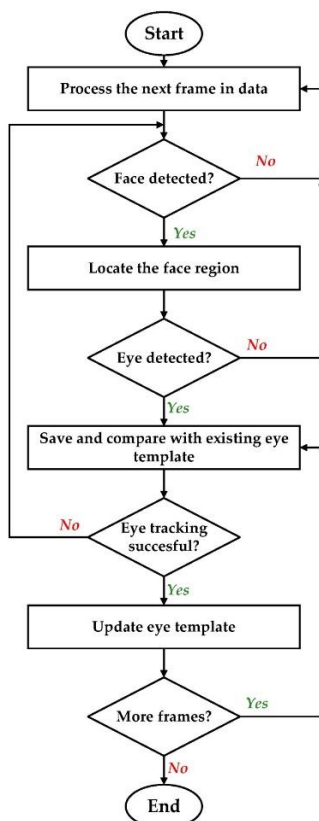 Start
Process the next frame in data
Face detected?
No
Yes
Locate the face region
Eye detected?
No
Yes
Save and compare with existing eye
template
No
Eye tracking
succesful?
Yes
Update eye template
More frames?
Yes
No
End